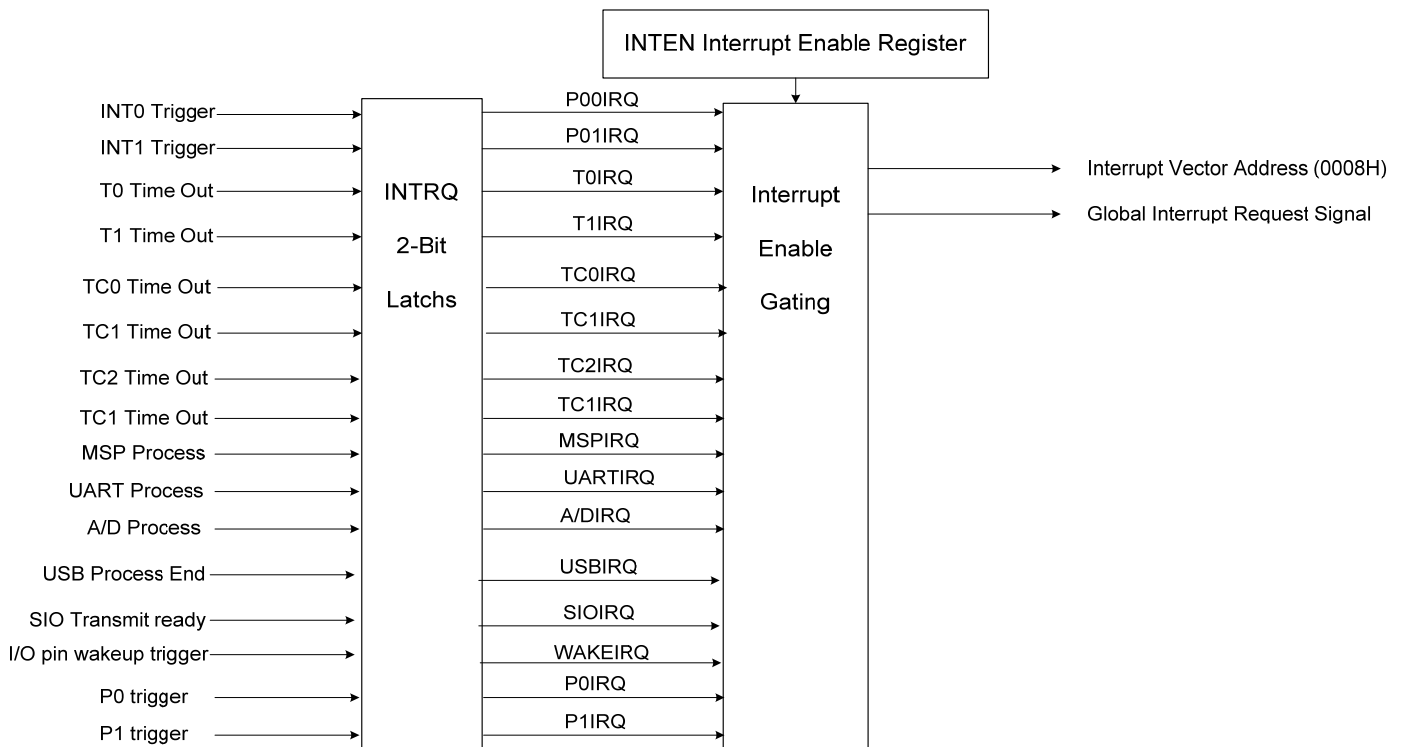 INTEN Interrupt Enable Register
INT0 Trigger
INT1 Trigger
T0 Time Out
T1 Time Out
TC0 Time Out
TC1 Time Out
TC2 Time Out
TC1 Time Out
MSP Process
UART Process
A/D Process
USB Process End
SIO Transmit ready
I/O pin wakeup trigger
P0 trigger
P1 trigger
INTRQ
2-Bit
Latchs
P00IRQ
P01IRQ
T0IRQ
T1IRQ
TC0IRQ
TC1IRQ
TC2IRQ
TC1IRQ
MSPIRQ
UARTIRQ
A/DIRQ
USBIRQ
SIOIRQ
WAKEIRQ
P0IRQ
P1IRQ
Interrupt
Enable
Gating
Interrupt Vector Address (0008H)
Global Interrupt Request Signal